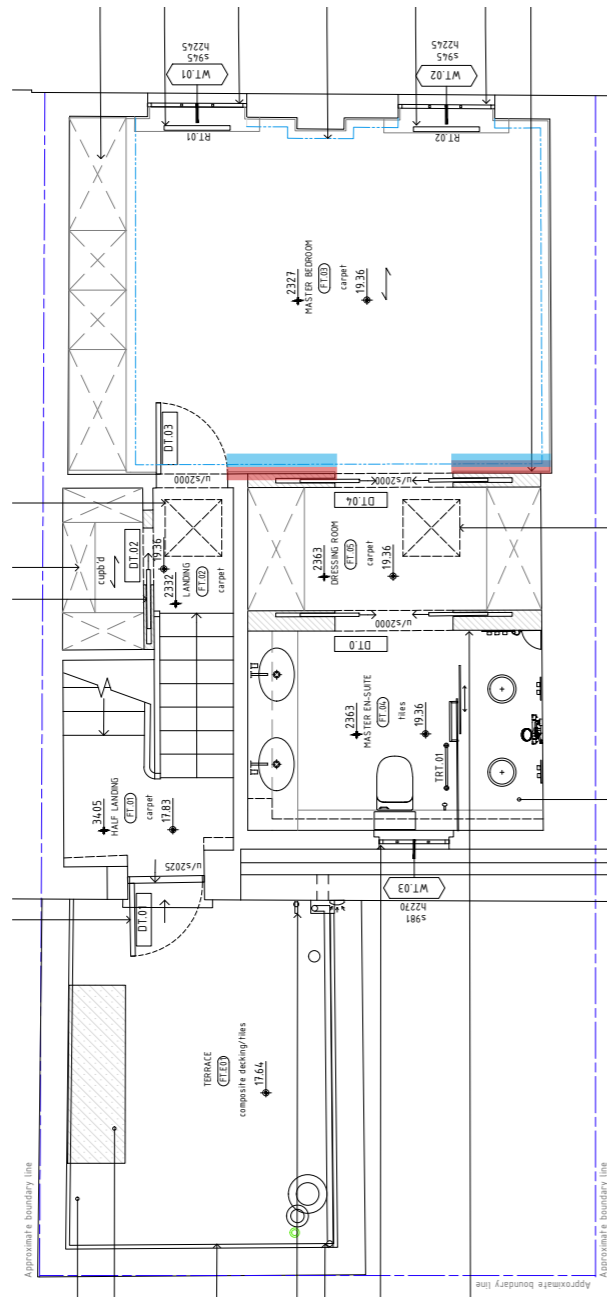 h2245
s945
WT.01
h2245
s945
WT.02
RT.01
RT.02
2327
MASTER BEDROOM
FT.03
carpet
19.36
DT.03
u/s2000
u/s2000
DT.04
cupb'd
DT.02
19.36
2332
LANDING
FT.02
carpet
2363
DRESSING ROOM
FT.05
carpet
19.36
u/s2000
DT.0
2363
MASTER EN-SUITE
FT.04
tiles
19.36
TRT.01
3405
HALF LANDING
FT.01
carpet
17.83
u/s2025
DT.01
WT.03
h2270
s981
TERRACE
FT.E01
composite decking/tiles
17.64
Approximate boundary line
Approximate boundary line
Approximate boundary line